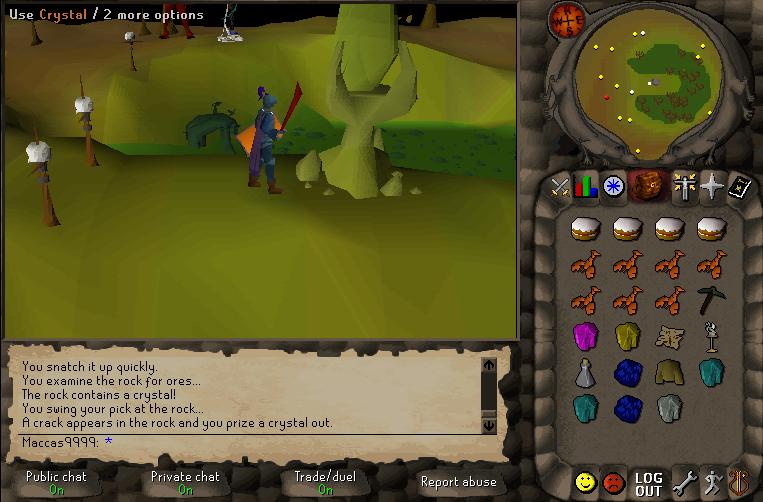 Use Crystal / 2 more options
You snatch it up quickly.
You examine the rock for ores...
The rock contains a crystal!
You swing your pick at the rock...
A crack appears in the rock and you prize a crystal out.
Maccas9999: *
Public chat
On
Private chat
On
Trade/duel
On
Report abuse
LOG
OUT